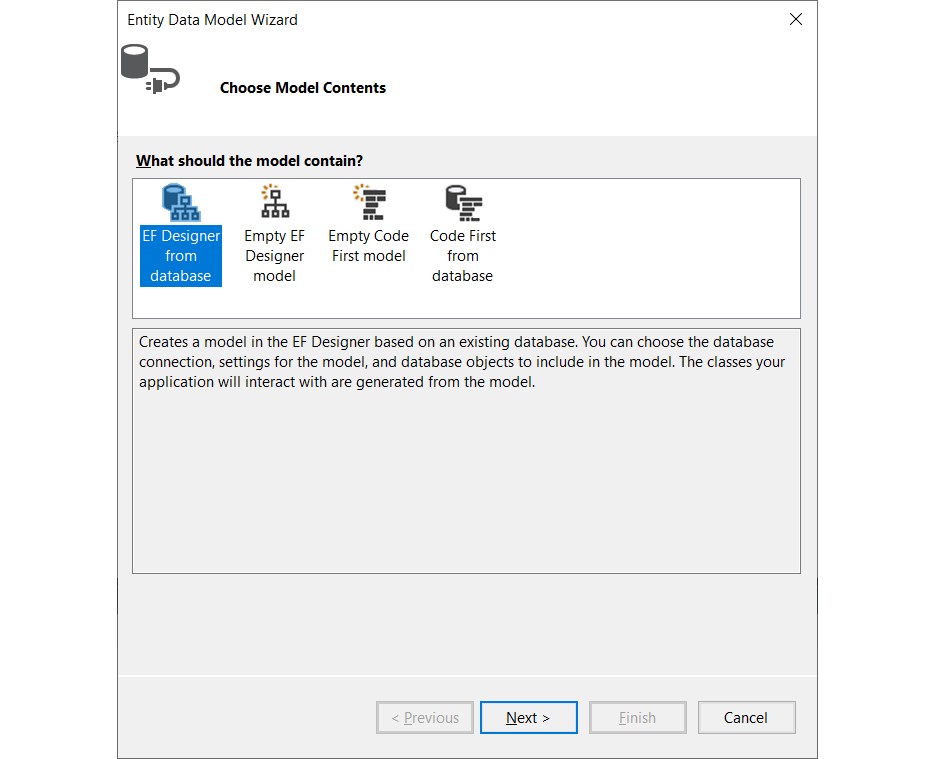 Entity Data Model Wizard
Choose Model Contents
What should the model contain?
EF Designer
from
database
Empty EF
Designer
model
Empty Code
First model
Code First
from
database
Creates a model in the EF Designer based on an existing database. You can choose the database
connection, settings for the model, and database objects to include in the model. The classes your
application will interact with are generated from the model.
< Previous
Next >
Finish
Cancel